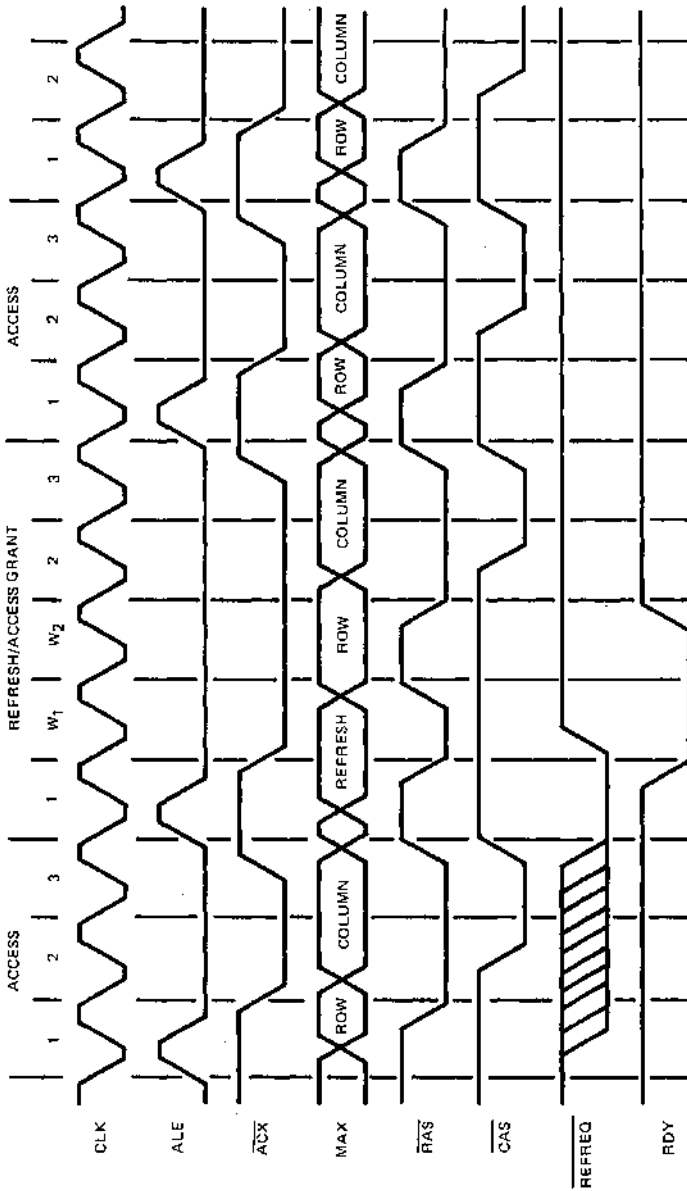 ACCESS REFRESH/ACCESS GRANT ACCESS
1 2 3 1 W1 W2 2 3 1 2 3 1 2
CLK
ALE
ACX
MAX
ROW COLUMN REFRESH ROW COLUMN ROW COLUMN ROW COLUMN
RAS
CAS
REFREQ
RDY